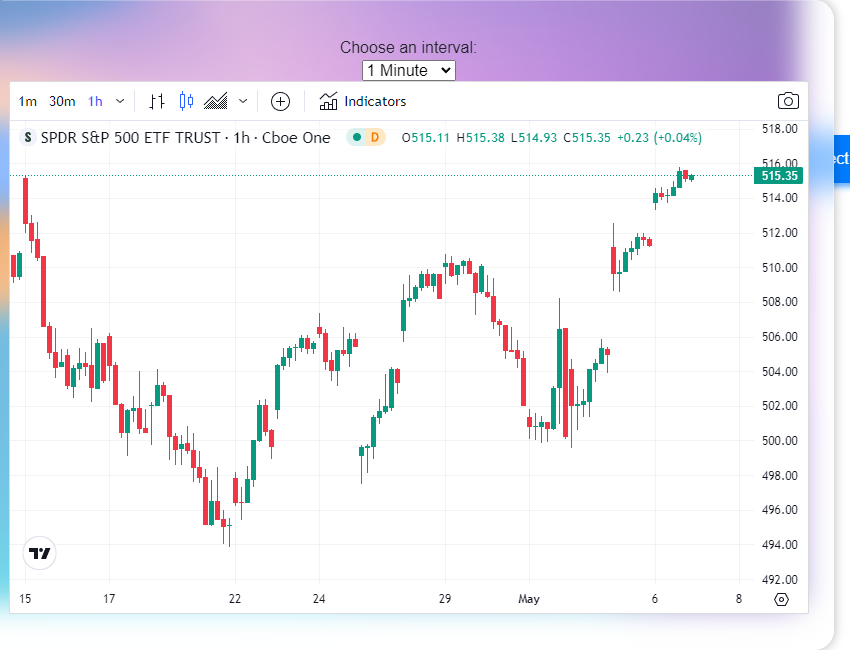 Choose an interval:
1 Minute
1m 30m 1h Indicators
S SPDR S&P 500 ETF TRUST · 1h · Cboe One D O515.11 H515.38 L514.93 C515.35 +0.23 (+0.04%)
518.00
516.00
ect
515.35
514.00
512.00
510.00
508.00
506.00
504.00
502.00
500.00
498.00
496.00
494.00
492.00
15 17 22 24 29 May 6 8